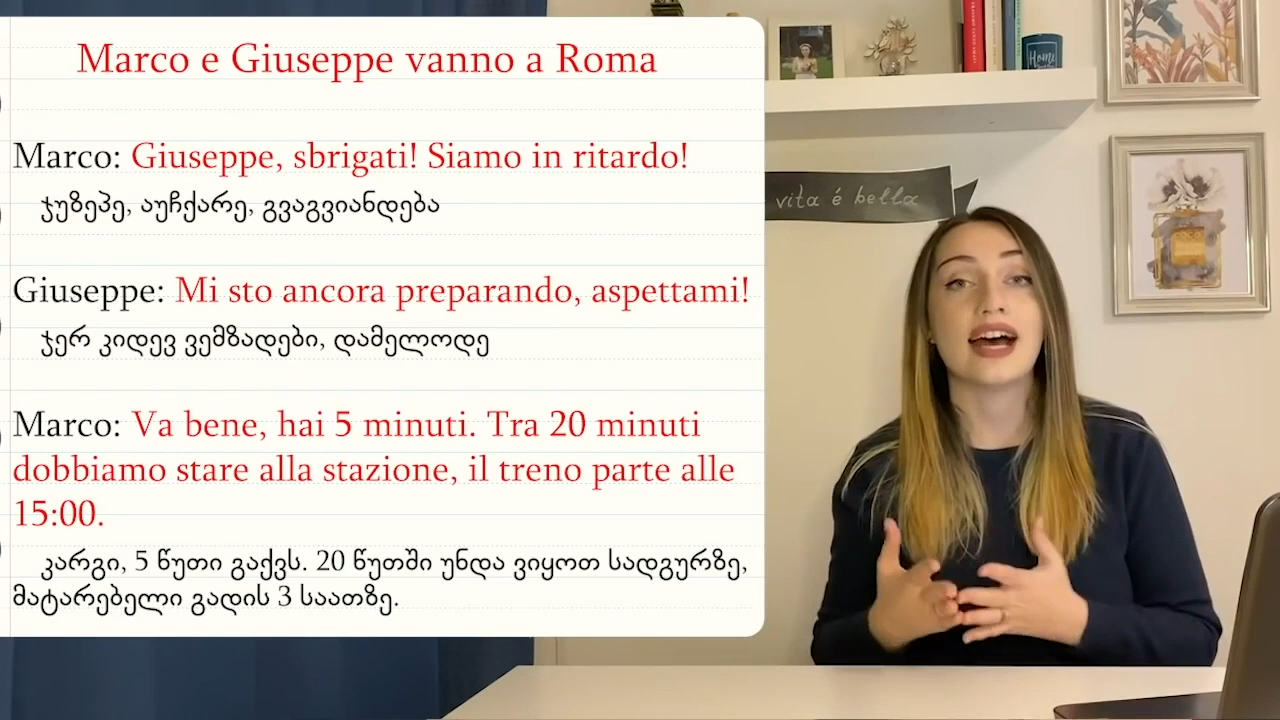 Marco e Giuseppe vanno a Roma
Marco: Giuseppe, sbrigati! Siamo in ritardo!
ჯუზეპე, აუჩქარე, გვაგვიანდება
Giuseppe: Mi sto ancora preparando, aspettami!
ჯერ კიდევ ვემზადები, დამელოდე
Marco: Va bene, hai 5 minuti. Tra 20 minuti
dobbiamo stare alla stazione, il treno parte alle
15:00.
კარგი, 5 წუთი გაქვს. 20 წუთში უნდა ვიყოთ სადგურზე,
მატარებელი გადის 3 საათზე.
vita é bella
Home